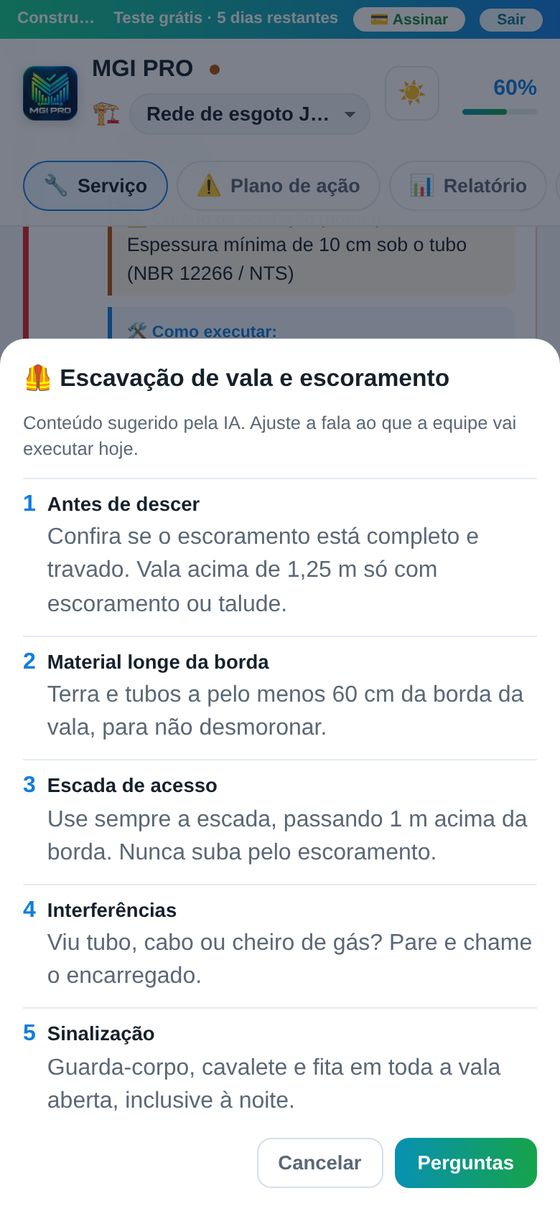 Constru…
Teste grátis · 5 dias restantes
💳 Assinar
Sair
MGI PRO
MGI PRO
🏗️ Rede de esgoto J…
☀️
60%
🔧 Serviço
⚠️ Plano de ação
📊 Relatório
Espessura mínima de 10 cm sob o tubo
(NBR 12266 / NTS)
🛠️ Como executar:
🦺 Escavação de vala e escoramento
Conteúdo sugerido pela IA. Ajuste a fala ao que a equipe vai
executar hoje.
1 Antes de descer
Confira se o escoramento está completo e
travado. Vala acima de 1,25 m só com
escoramento ou talude.
2 Material longe da borda
Terra e tubos a pelo menos 60 cm da borda da
vala, para não desmoronar.
3 Escada de acesso
Use sempre a escada, passando 1 m acima da
borda. Nunca suba pelo escoramento.
4 Interferências
Viu tubo, cabo ou cheiro de gás? Pare e chame
o encarregado.
5 Sinalização
Guarda-corpo, cavalete e fita em toda a vala
aberta, inclusive à noite.
Cancelar
Perguntas